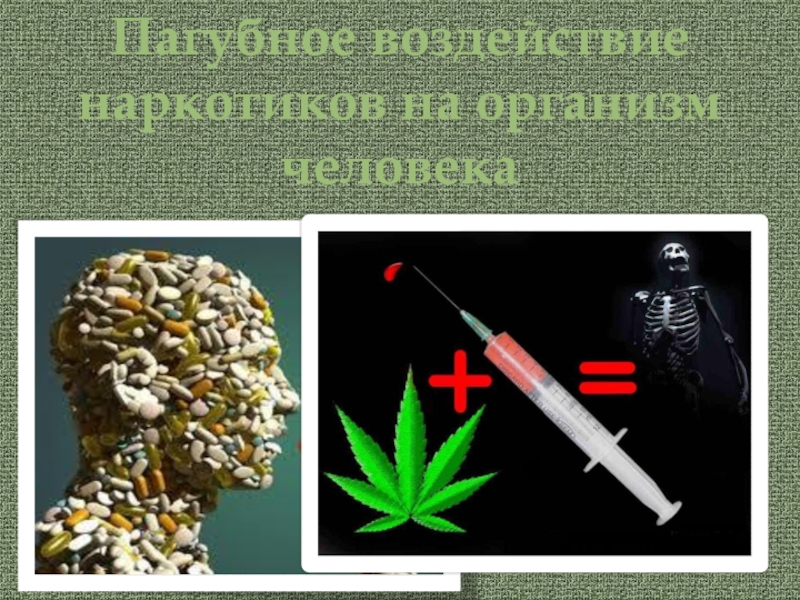 Пагубное воздействие
наркотиков на организм
человека
+ =